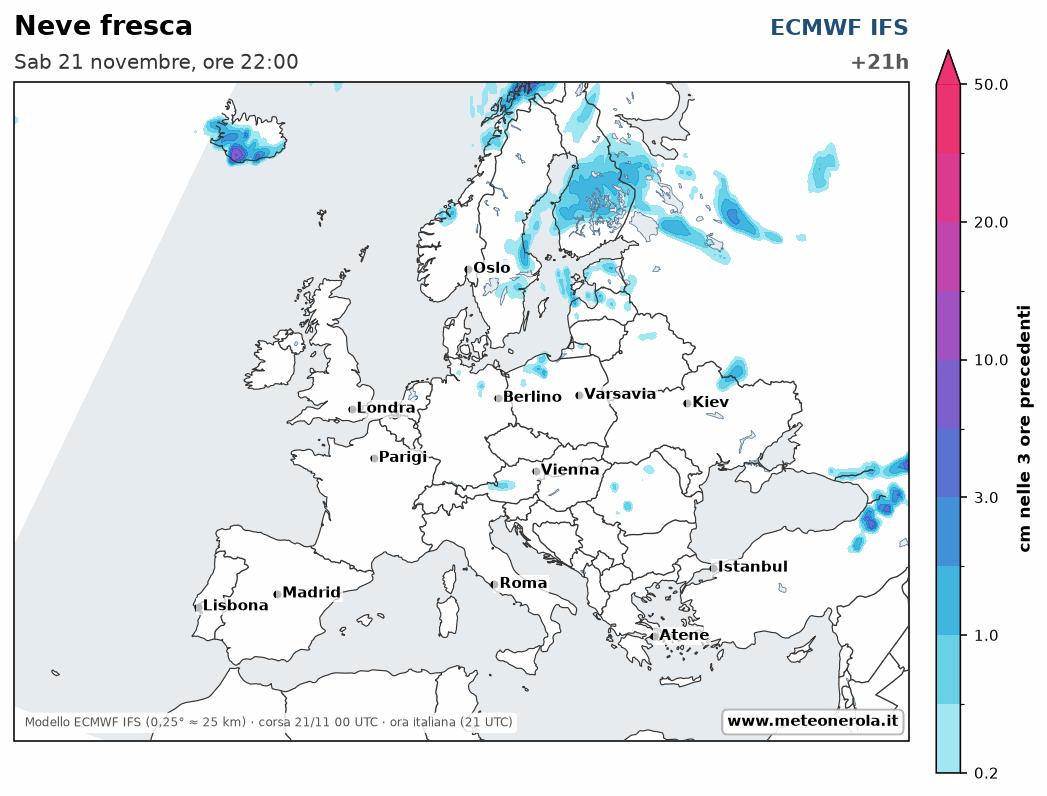 Neve fresca
ECMWF IFS
Sab 21 novembre, ore 22:00
+21h
50.0
20.0
10.0
3.0
1.0
0.2
cm nelle 3 ore precedenti
Oslo
Berlino
Varsavia
Kiev
Londra
Parigi
Vienna
Istanbul
Roma
Madrid
Lisbona
Atene
Modello ECMWF IFS (0,25° ≈ 25 km) · corsa 21/11 00 UTC · ora italiana (21 UTC)
www.meteonerola.it